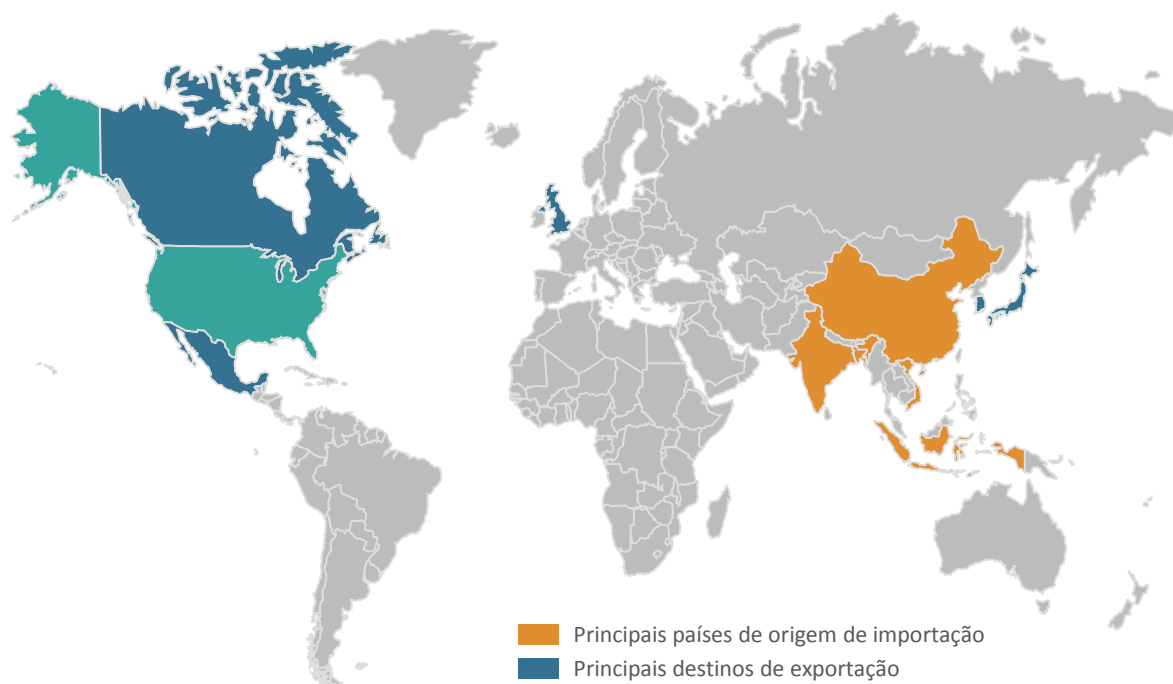 Principais países de origem de importação
Principais destinos de exportação